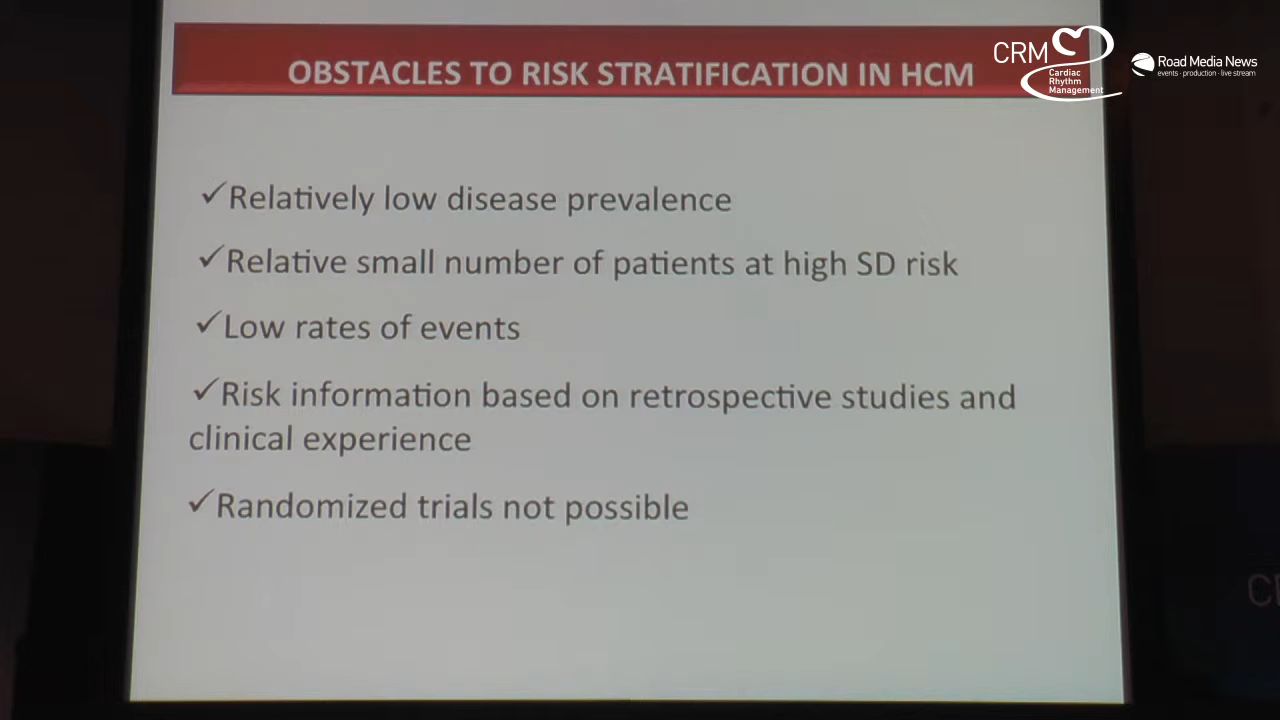 OBSTACLES TO RISK STRATIFICATION IN HCM
CRM
Cardiac
Rhythm
Management
Road Media News
events · production · live stream
✓Relatively low disease prevalence
✓Relative small number of patients at high SD risk
✓Low rates of events
✓Risk information based on retrospective studies and
clinical experience
✓Randomized trials not possible